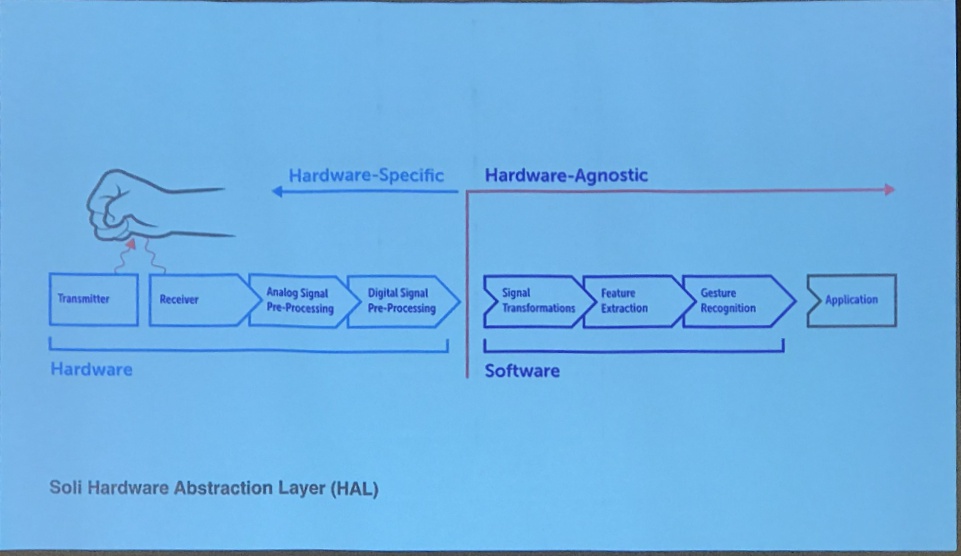 Hardware-Specific
Hardware-Agnostic
Transmitter
Receiver
Analog Signal
Pre-Processing
Digital Signal
Pre-Processing
Signal
Transformations
Feature
Extraction
Gesture
Recognition
Application
Hardware
Software
Soli Hardware Abstraction Layer (HAL)